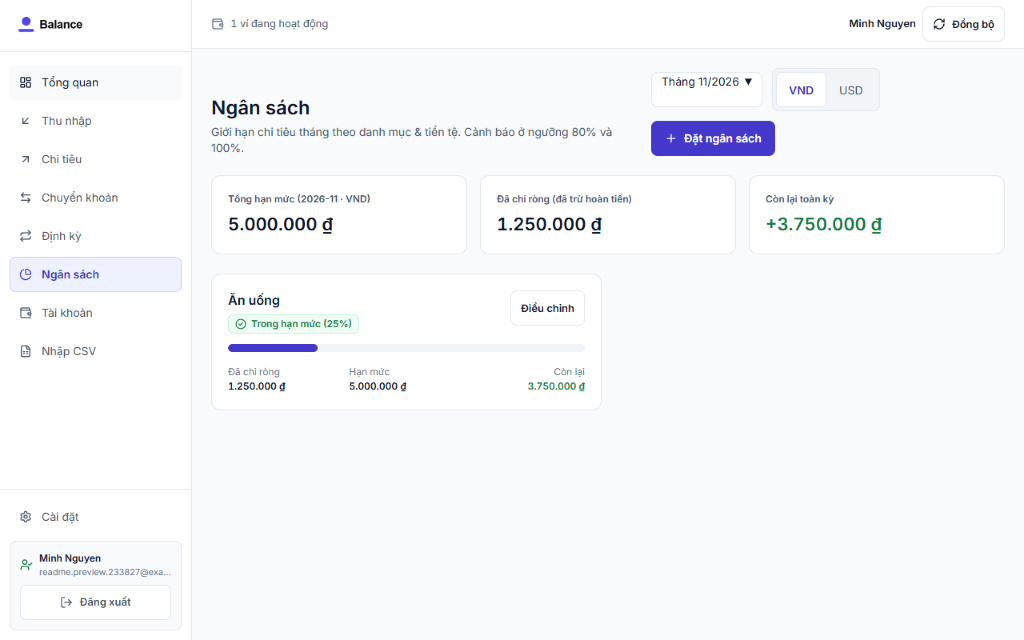 Balance
Tổng quan
Thu nhập
Chi tiêu
Chuyển khoản
Định kỳ
Ngân sách
Tài khoản
Nhập CSV
Cài đặt
Minh Nguyen
readme.preview.233827@exa...
Đăng xuất
1 ví đang hoạt động
Minh Nguyen
Đồng bộ
Ngân sách
Giới hạn chi tiêu tháng theo danh mục & tiền tệ. Cảnh báo ở ngưỡng 80% và
100%.
Tháng 11/2026 ▼
VND
USD
+ Đặt ngân sách
Tổng hạn mức (2026-11 · VND)
5.000.000 ₫
Đã chi ròng (đã trừ hoàn tiền)
1.250.000 ₫
Còn lại toàn kỳ
+3.750.000 ₫
Ăn uống
Trong hạn mức (25%)
Điều chỉnh
Đã chi ròng
1.250.000 ₫
Hạn mức
5.000.000 ₫
Còn lại
3.750.000 ₫